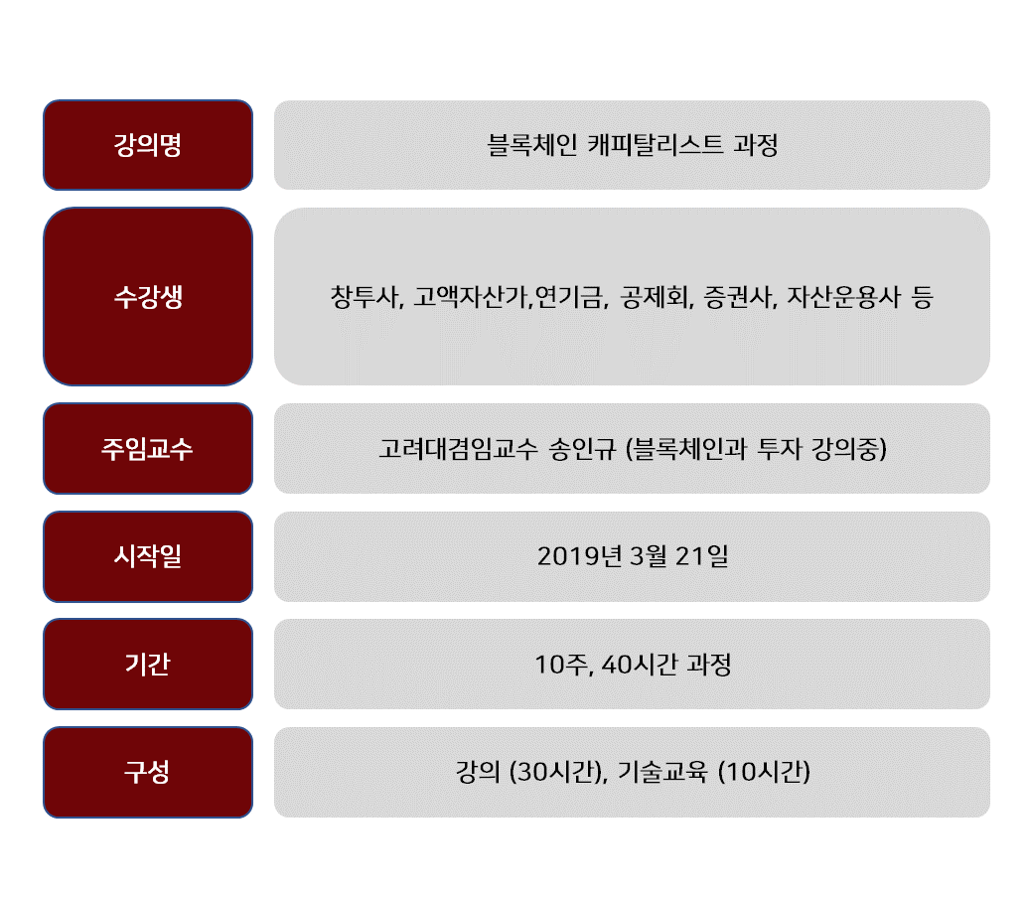 강의명
블록체인 캐피탈리스트 과정
수강생
창투사, 고액자산가,연기금, 공제회, 증권사, 자산운용사 등
주임교수
고려대겸임교수 송인규 (블록체인과 투자 강의중)
시작일
2019년 3월 21일
기간
10주, 40시간 과정
구성
강의 (30시간), 기술교육 (10시간)